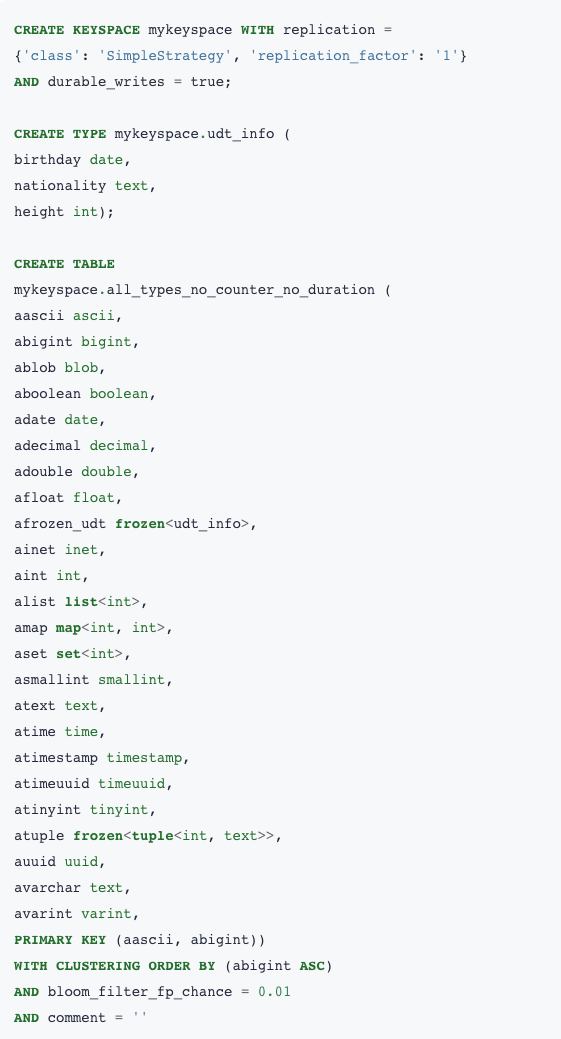 CREATE KEYSPACE mykeyspace WITH replication =
{'class': 'SimpleStrategy', 'replication_factor': '1'}
AND durable_writes = true;
CREATE TYPE mykeyspace.udt_info (
birthday date,
nationality text,
height int);
CREATE TABLE
mykeyspace.all_types_no_counter_no_duration (
aascii ascii,
abigint bigint,
ablob blob,
aboolean boolean,
adate date,
adecimal decimal,
adouble double,
afloat float,
afrozen_udt frozen<udt_info>,
ainet inet,
aint int,
alist list<int>,
amap map<int, int>,
aset set<int>,
asmallint smallint,
atext text,
atime time,
atimestamp timestamp,
atimeuuid timeuuid,
atinyint tinyint,
atuple frozen<tuple<int, text>>,
auuid uuid,
avarchar text,
avarint varint,
PRIMARY KEY (aascii, abigint))
WITH CLUSTERING ORDER BY (abigint ASC)
AND bloom_filter_fp_chance = 0.01
AND comment = ''